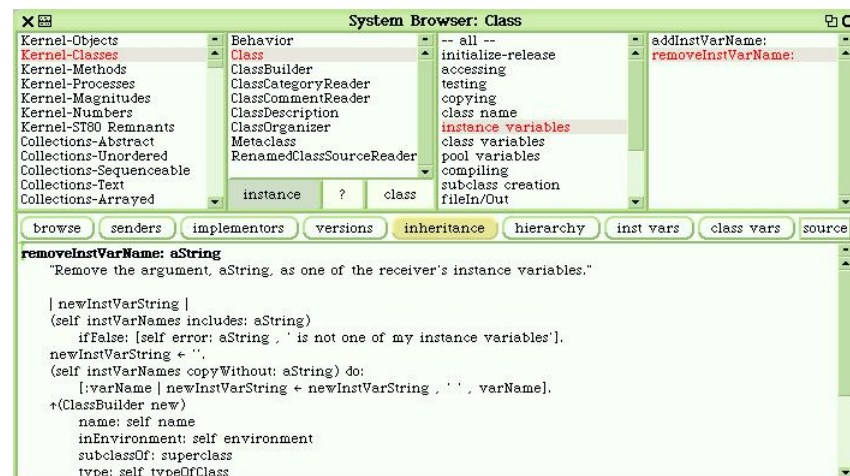 System Browser: Class
Kernel-Objects
Kernel-Classes
Kernel-Methods
Kernel-Processes
Kernel-Magnitudes
Kernel-Numbers
Kernel-ST80 Remnants
Collections-Abstract
Collections-Unordered
Collections-Sequenceable
Collections-Text
Collections-Arrayed
Behavior
Class
ClassBuilder
ClassCategoryReader
ClassCommentReader
ClassDescription
ClassOrganizer
Metaclass
RenamedClassSourceReader
instance ? class
-- all --
initialize-release
accessing
testing
copying
class name
instance variables
class variables
pool variables
compiling
subclass creation
fileIn/Out
addInstVarName:
removeInstVarName:
browse senders implementors versions inheritance hierarchy inst vars class vars source
removeInstVarName: aString
"Remove the argument, aString, as one of the receiver's instance variables."
| newInstVarString |
(self instVarNames includes: aString)
ifFalse: [self error: aString , ' is not one of my instance variables'].
newInstVarString ← ''.
(self instVarNames copyWithout: aString) do:
[:varName | newInstVarString ← newInstVarString , ' ' , varName].
↑(ClassBuilder new)
name: self name
inEnvironment: self environment
subclassOf: superclass
type: self typeOfClass